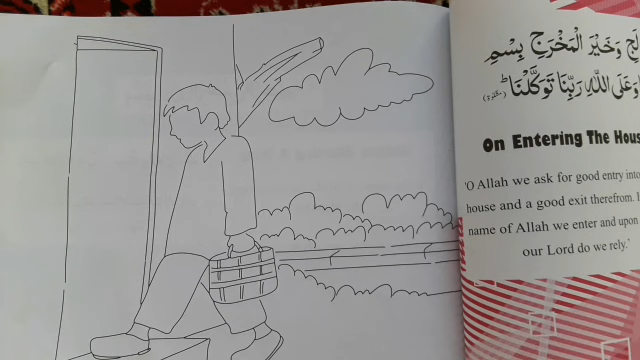 لَجِ وَخَيْرَ الْمَخْرَجِ بِسْمِ
وَعَلَى اللّٰهِ رَبِّنَا تَوَكَّلْنَا
On Entering The Hous
'O Allah we ask for good entry into
house and a good exit therefrom. I
name of Allah we enter and upon
our Lord do we rely.'